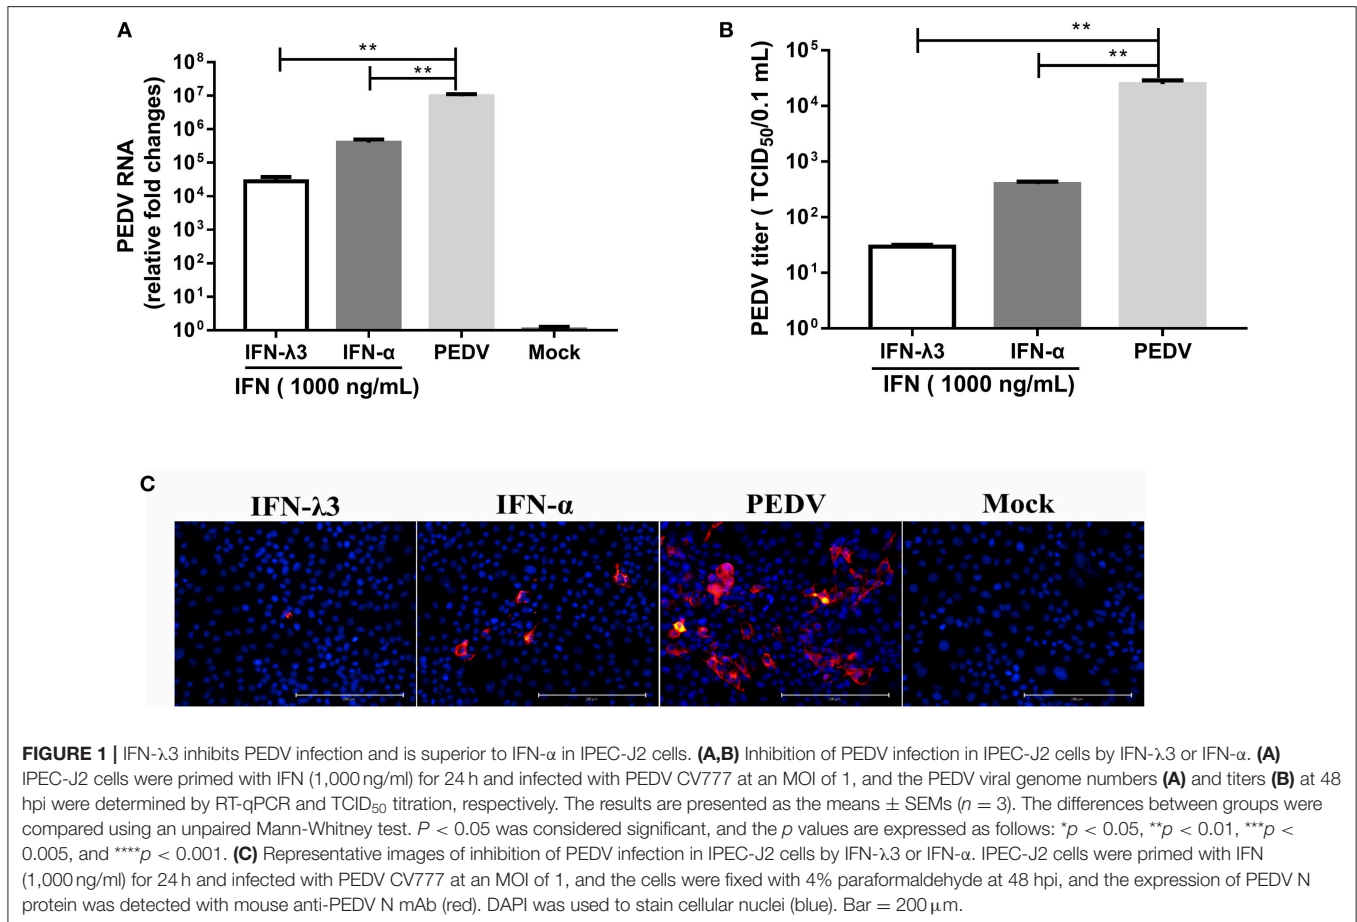 A
**
**
PEDV RNA
(relative fold changes)
10⁸
10⁷
10⁶
10⁵
10⁴
10³
10²
10¹
10⁰
IFN-λ3 IFN-α PEDV Mock
IFN ( 1000 ng/mL)
B
**
**
PEDV titer ( TCID₅₀/0.1 mL)
10⁵
10⁴
10³
10²
10¹
10⁰
IFN-λ3 IFN-α PEDV
IFN ( 1000 ng/mL)
C
IFN-λ3 IFN-α PEDV Mock
FIGURE 1 | IFN-λ3 inhibits PEDV infection and is superior to IFN-α in IPEC-J2 cells. (A,B) Inhibition of PEDV infection in IPEC-J2 cells by IFN-λ3 or IFN-α. (A)
IPEC-J2 cells were primed with IFN (1,000 ng/ml) for 24 h and infected with PEDV CV777 at an MOI of 1, and the PEDV viral genome numbers (A) and titers (B) at 48
hpi were determined by RT-qPCR and TCID₅₀ titration, respectively. The results are presented as the means ± SEMs (n = 3). The differences between groups were
compared using an unpaired Mann-Whitney test. P < 0.05 was considered significant, and the p values are expressed as follows: *p < 0.05, **p < 0.01, ***p <
0.005, and ****p < 0.001. (C) Representative images of inhibition of PEDV infection in IPEC-J2 cells by IFN-λ3 or IFN-α. IPEC-J2 cells were primed with IFN
(1,000 ng/ml) for 24 h and infected with PEDV CV777 at an MOI of 1, and the cells were fixed with 4% paraformaldehyde at 48 hpi, and the expression of PEDV N
protein was detected with mouse anti-PEDV N mAb (red). DAPI was used to stain cellular nuclei (blue). Bar = 200 μm.